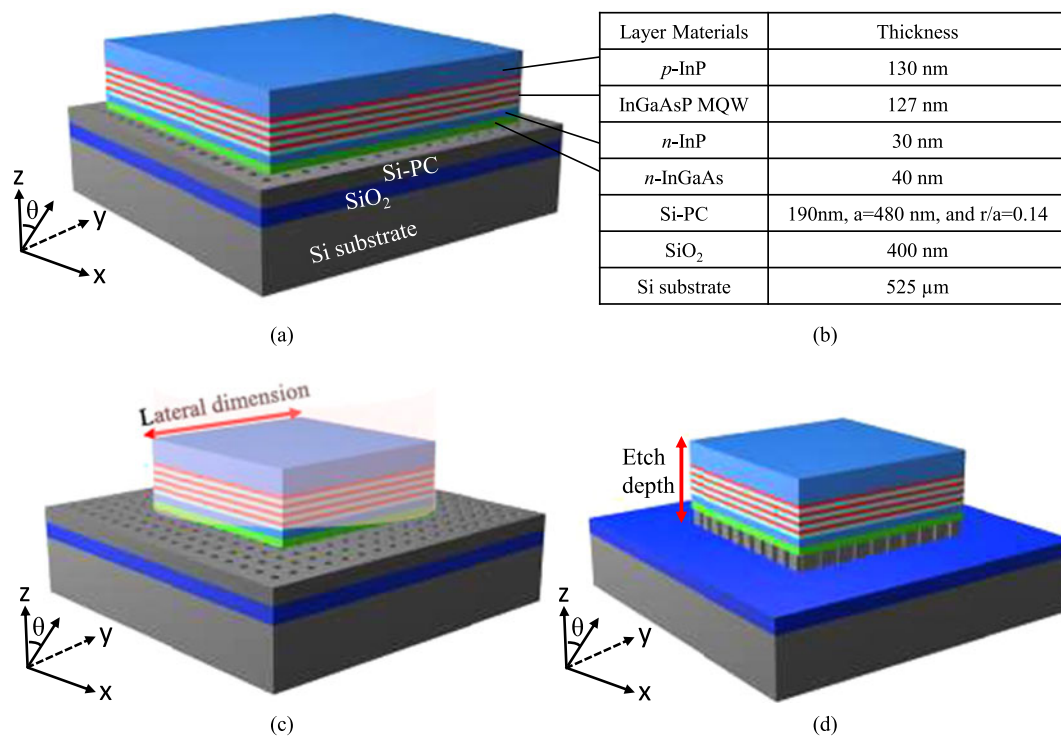 Layer Materials Thickness
p-InP 130 nm
InGaAsP MQW 127 nm
n-InP 30 nm
n-InGaAs 40 nm
Si-PC 190nm, a=480 nm, and r/a=0.14
SiO2 400 nm
Si substrate 525 µm
Si-PC
SiO2
Si substrate
z
θ
y
x
(a)
(b)
Lateral dimension
z
θ
y
x
(c)
Etch
depth
z
θ
y
x
(d)